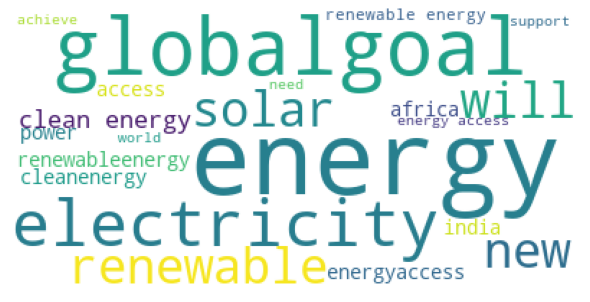 achieve
renewable energy
support
globalgoal
access
need
solar
africa
will
clean energy
energy access
power
world
energy
renewableenergy
cleanenergy
electricity
india
new
renewable
energyaccess